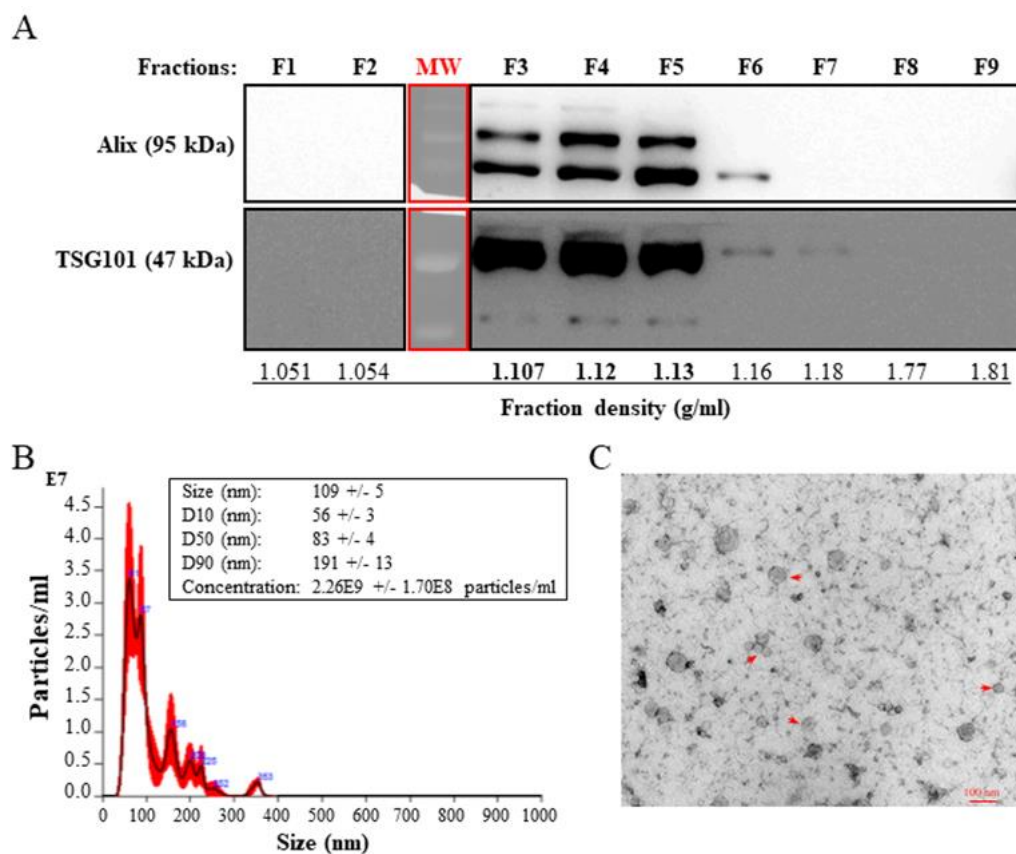 A
Fractions: F1 F2 MW F3 F4 F5 F6 F7 F8 F9
Alix (95 kDa)
TSG101 (47 kDa)
1.051 1.054 1.107 1.12 1.13 1.16 1.18 1.77 1.81
Fraction density (g/ml)
B
E7
Size (nm): 109 +/- 5
D10 (nm): 56 +/- 3
D50 (nm): 83 +/- 4
D90 (nm): 191 +/- 13
Concentration: 2.26E9 +/- 1.70E8 particles/ml
4.5
4.0
3.5
3.0
2.5
2.0
1.5
1.0
0.5
0.0
Particles/ml
0 100 200 300 400 500 600 700 800 900 1000
Size (nm)
C
100 nm